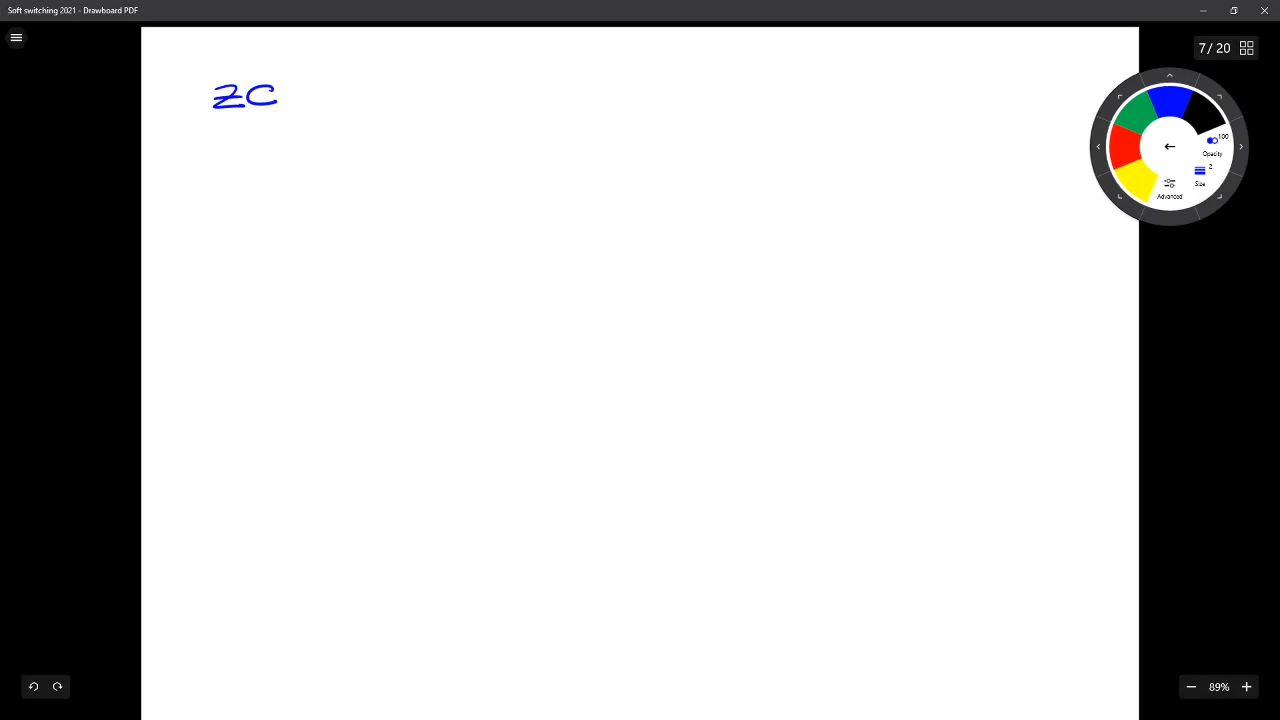 Soft switching 2021 - Drawboard PDF
7/ 20
ZC
100
Opacity
2
Size
Advanced
89%